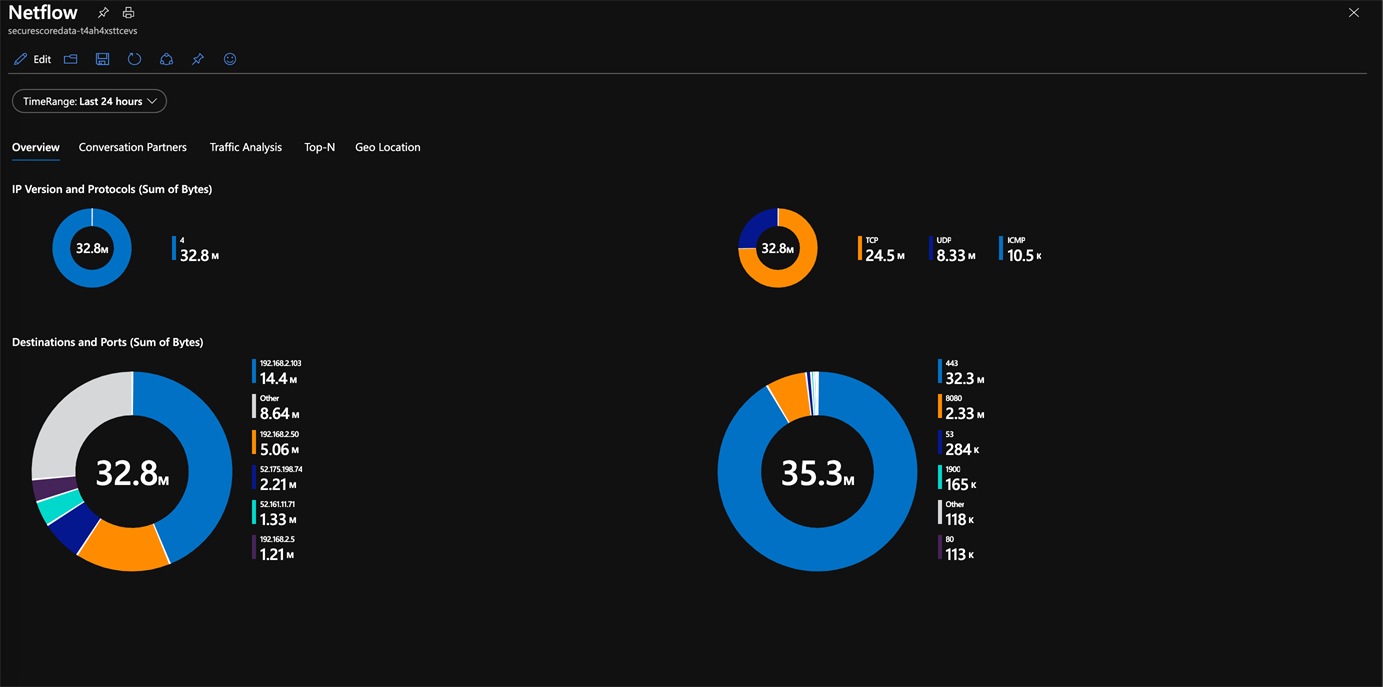 Netflow
securescoredata-t4ah4xsttcevs
Edit
TimeRange: Last 24 hours
Overview Conversation Partners Traffic Analysis Top-N Geo Location
IP Version and Protocols (Sum of Bytes)
32.8M
4
32.8 M
32.8M
TCP
24.5 M
UDP
8.33 M
ICMP
10.5 K
Destinations and Ports (Sum of Bytes)
32.8M
192.168.2.103
14.4 M
Other
8.64 M
192.168.2.50
5.06 M
52.175.198.74
2.21 M
52.161.11.71
1.33 M
192.168.2.5
1.21 M
35.3M
443
32.3 M
8080
2.33 M
53
284 K
1900
165 K
Other
118 K
80
113 K